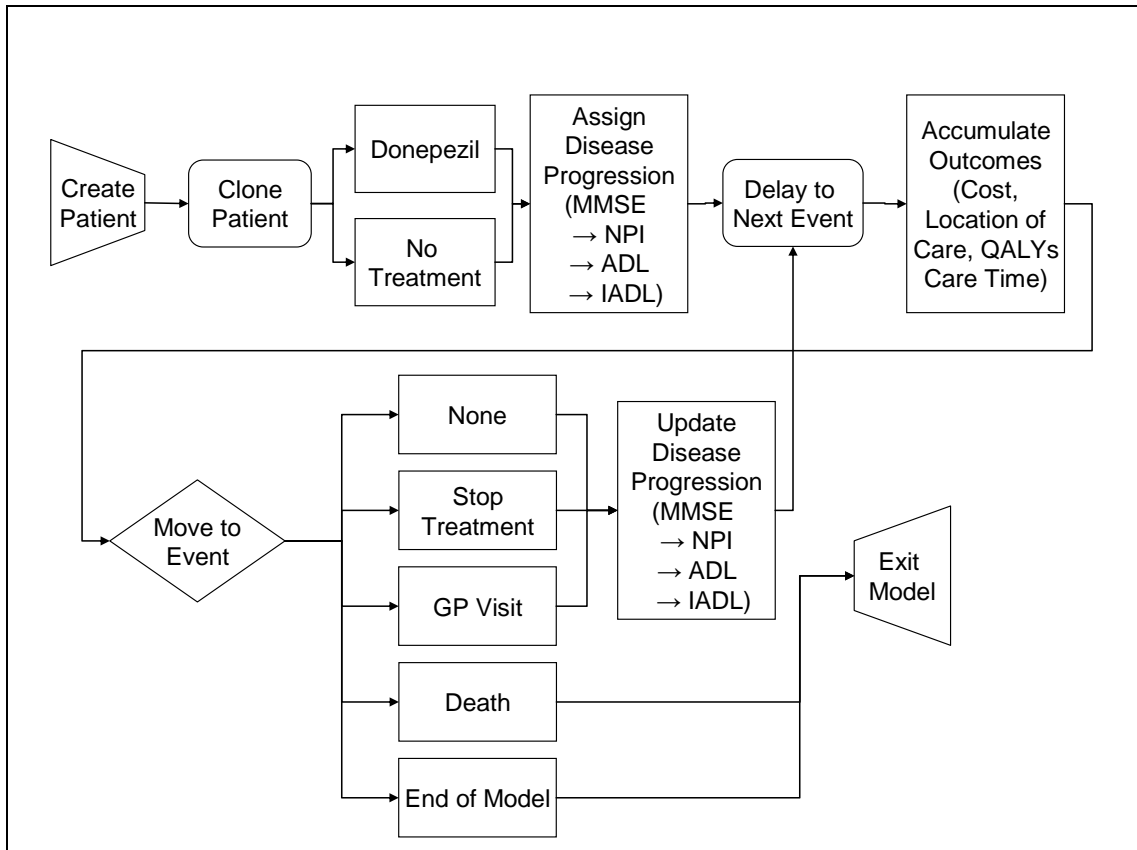 Create
Patient
Clone
Patient
Donepezil
No
Treatment
Assign
Disease
Progression
(MMSE
→ NPI
→ ADL
→ IADL)
Delay to
Next Event
Accumulate
Outcomes
(Cost,
Location of
Care, QALYs
Care Time)
Move to
Event
None
Stop
Treatment
GP Visit
Death
End of Model
Update
Disease
Progression
(MMSE
→ NPI
→ ADL
→ IADL)
Exit
Model